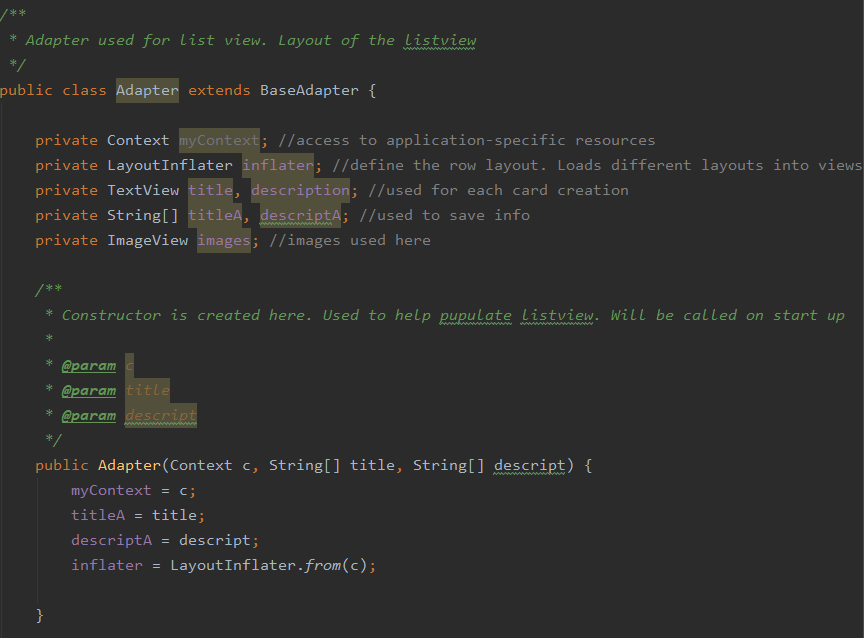 /**
 * Adapter used for list view. Layout of the listview
 */
public class Adapter extends BaseAdapter {
private Context myContext; //access to application-specific resources
private LayoutInflater inflater; //define the row layout. Loads different layouts into views
private TextView title, description; //used for each card creation
private String[] titleA, descriptA; //used to save info
private ImageView images; //images used here
/**
 * Constructor is created here. Used to help pupulate listview. Will be called on start up
 *
 * @param c
 * @param title
 * @param descript
 */
public Adapter(Context c, String[] title, String[] descript) {
myContext = c;
titleA = title;
descriptA = descript;
inflater = LayoutInflater.from(c);
}